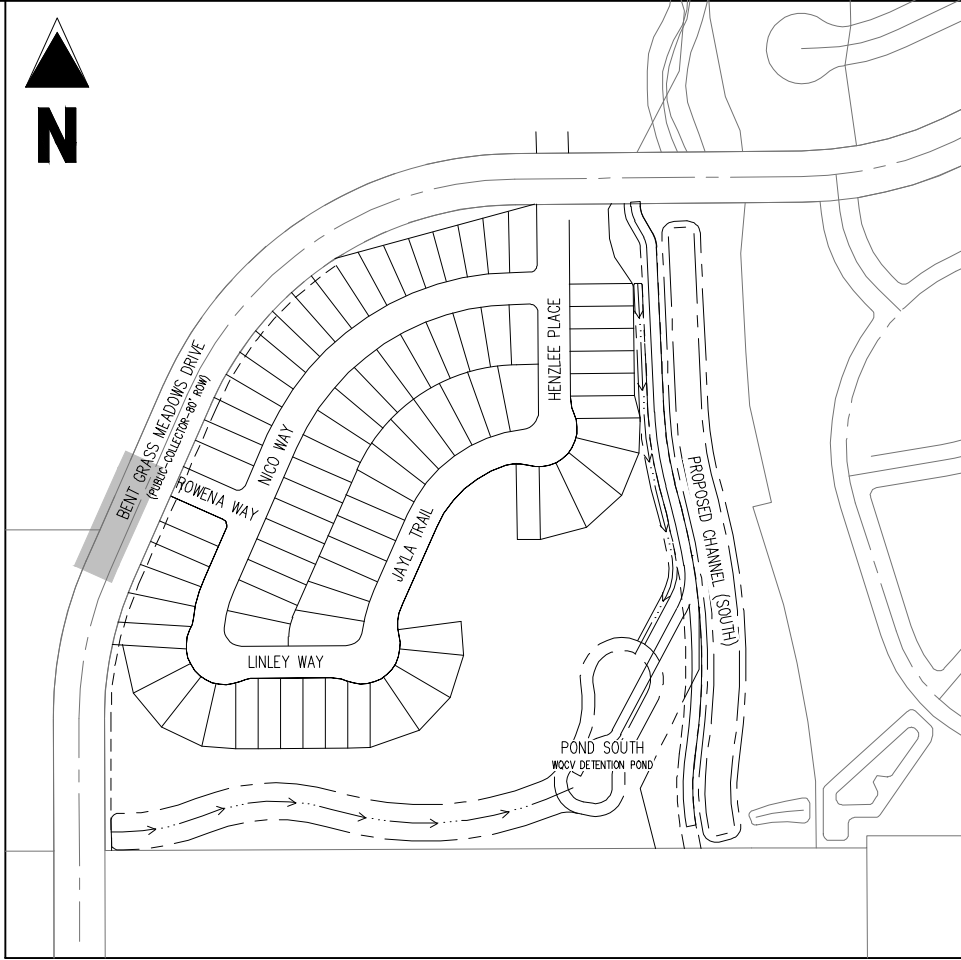 N
BENT GRASS MEADOWS DRIVE
(PUBLIC-COLLECTOR-80' ROW)
HENZLEE PLACE
NICO WAY
ROWENA WAY
JAYLA TRAIL
LINLEY WAY
PROPOSED CHANNEL (SOUTH)
POND SOUTH
WQCV DETENTION POND